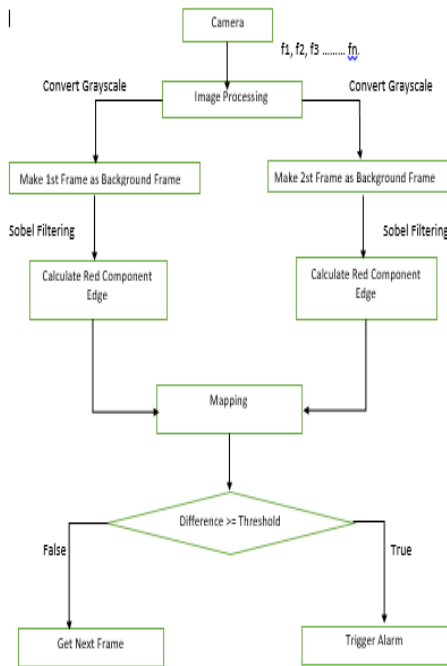 Camera
f1, f2, f3 ......... fn.
Convert Grayscale
Convert Grayscale
Image Processing
Make 1st Frame as Background Frame
Make 2st Frame as Background Frame
Sobel Filtering
Sobel Filtering
Calculate Red Component
Edge
Calculate Red Component
Edge
Mapping
Difference >= Threshold
False
True
Get Next Frame
Trigger Alarm